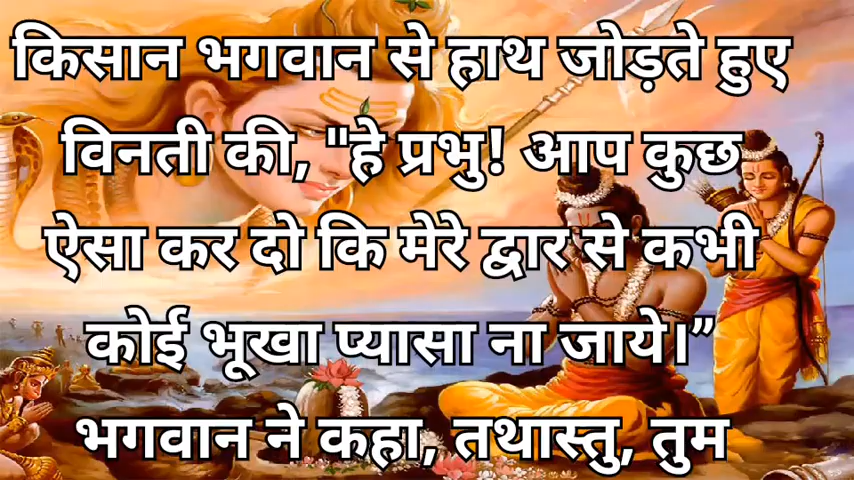 किसान भगवान से हाथ जोड़ते हुए
विनती की, "हे प्रभु! आप कुछ
ऐसा कर दो कि मेरे द्वार से कभी
कोई भूखा प्यासा ना जाये।”
भगवान ने कहा, तथास्तु, तुम